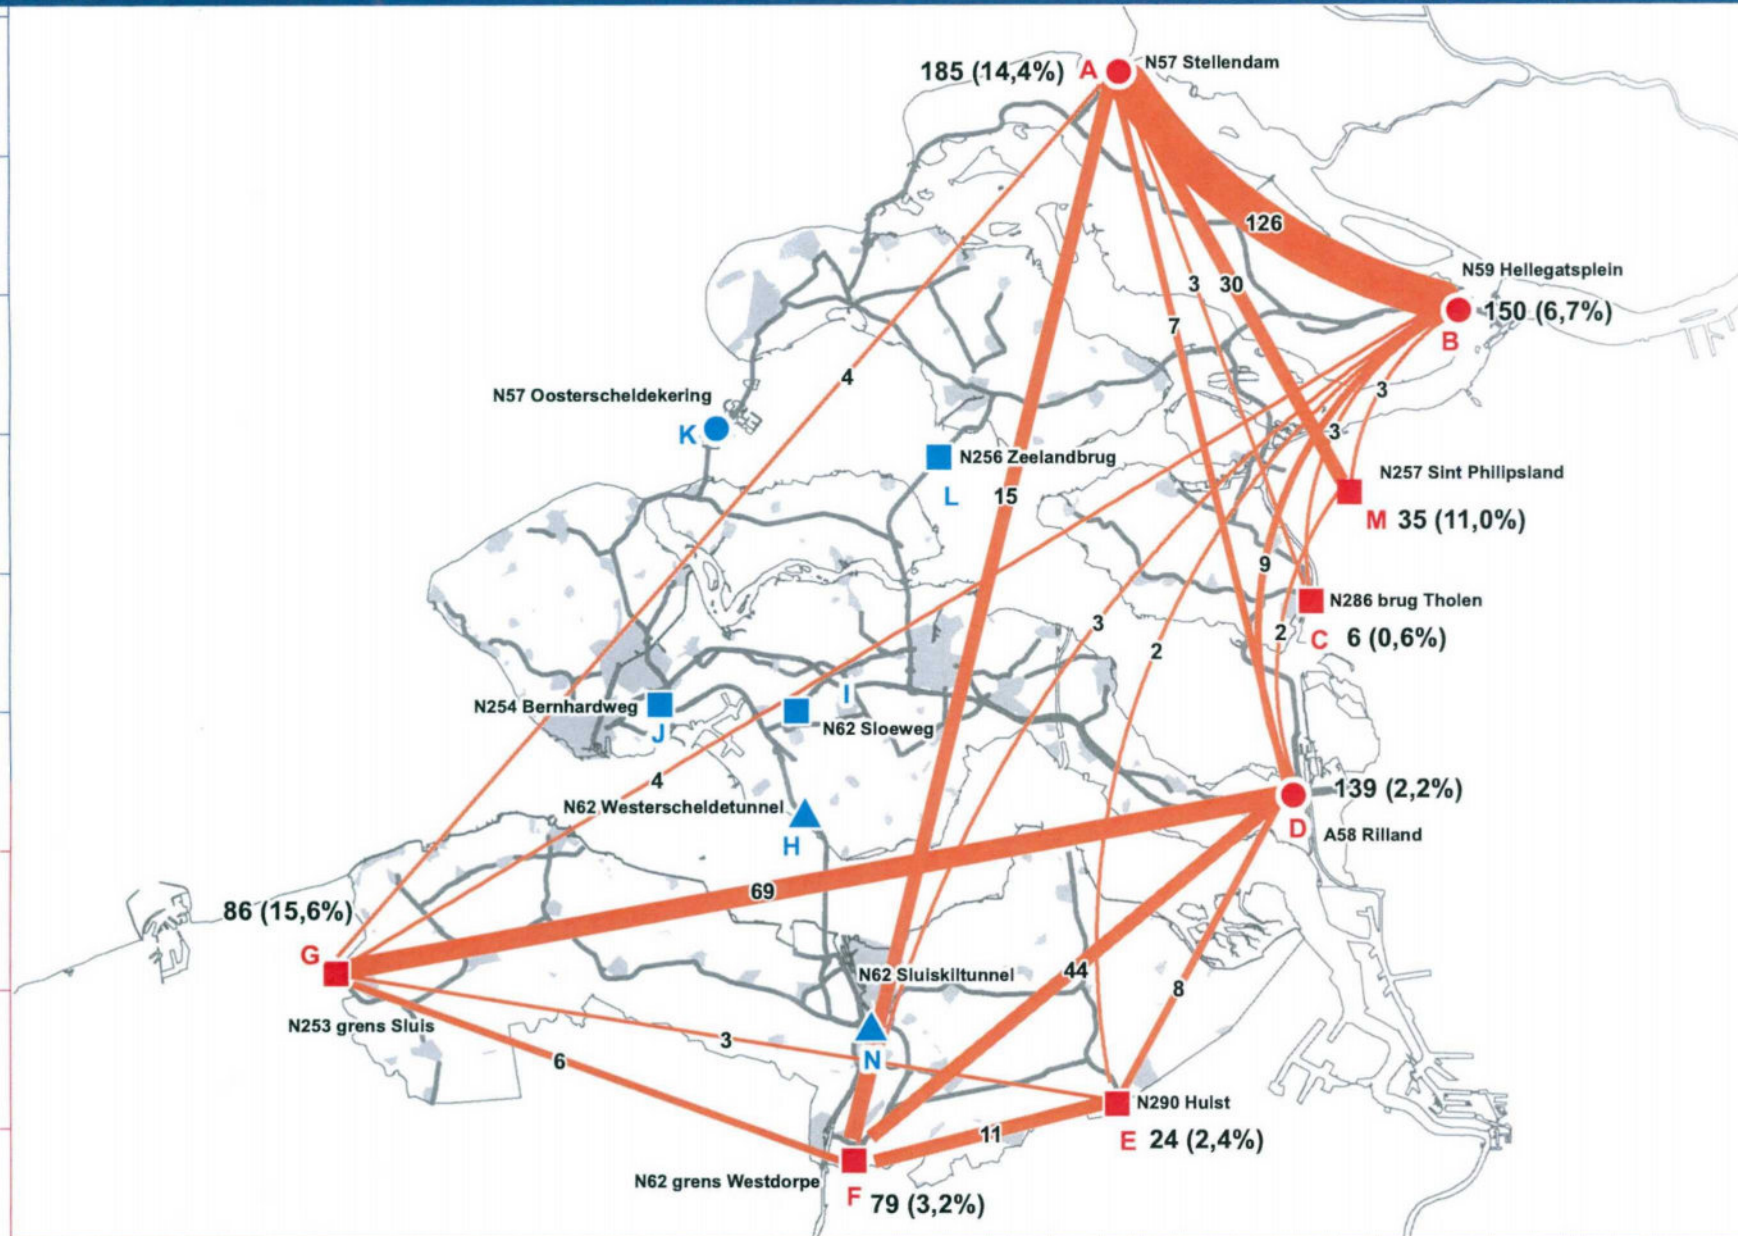 N57 Stellendam
185 (14,4%) A
126
N59 Hellegatsplein
150 (6,7%)
B
3 30
7
4
3
N57 Oosterscheldekering
K
3
N256 Zeelandbrug
L
15
N257 Sint Philipsland
M 35 (11,0%)
9
N286 brug Tholen
C 6 (0,6%)
3
2
2
I
N254 Bernhardweg
J
N62 Sloeweg
4
N62 Westerscheldetunnel
H
139 (2,2%)
D
A58 Rilland
69
86 (15,6%)
G
N253 grens Sluis
N62 Sluiskiltunnel
44
8
3
6
N
N290 Hulst
E 24 (2,4%)
11
N62 grens Westdorpe
F 79 (3,2%)